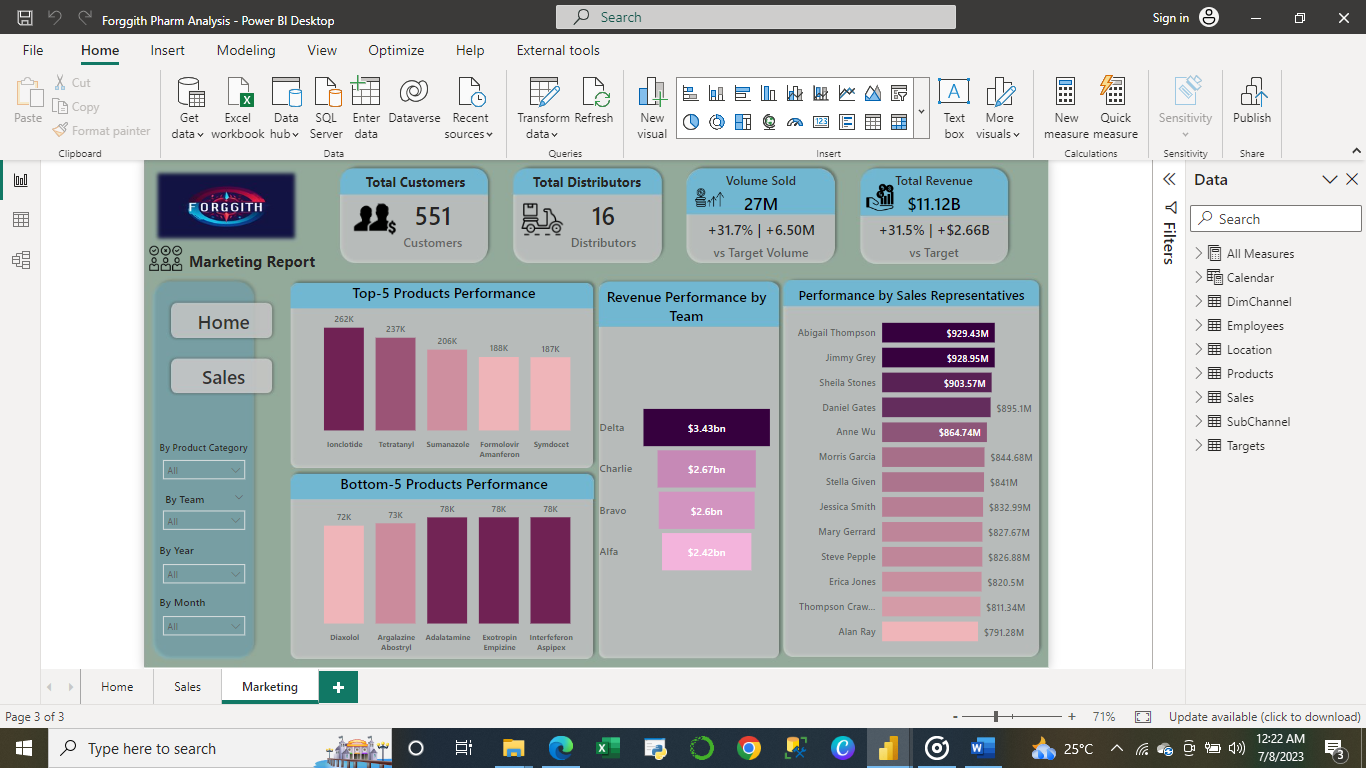 Forggith Pharm Analysis - Power BI Desktop
Search
Sign in
File Home Insert Modeling View Optimize Help External tools
Paste
Cut
Copy
Format painter
Clipboard
Get data
Excel workbook
Data hub
SQL Server
Enter data
Dataverse
Recent sources
Data
Transform data
Refresh
Queries
New visual
123
Text box
More visuals
Insert
New measure
Quick measure
Calculations
Sensitivity
Sensitivity
Publish
Share
FORGGITH
Marketing Report
Total Customers
551
Customers
Total Distributors
16
Distributors
Volume Sold
27M
+31.7% | +6.50M
vs Target Volume
Total Revenue
$11.12B
+31.5% | +$2.66B
vs Target
Home
Sales
By Product Category
All
By Team
All
By Year
All
By Month
All
Top-5 Products Performance
262K
237K
206K
188K
187K
Ionclotide
Tetratanyl
Sumanazole
Formolovir
Amanferon
Symdocet
Bottom-5 Products Performance
72K
73K
78K
78K
78K
Diaxolol
Argalazine
Abostryl
Adalatamine
Exotropin
Empizine
Interfeferon
Aspipex
Revenue Performance by
Team
Delta $3.43bn
Charlie $2.67bn
Bravo $2.6bn
Alfa $2.42bn
Performance by Sales Representatives
Abigail Thompson $929.43M
Jimmy Grey $928.95M
Sheila Stones $903.57M
Daniel Gates $895.1M
Anne Wu $864.74M
Morris Garcia $844.68M
Stella Given $841M
Jessica Smith $832.99M
Mary Gerrard $827.67M
Steve Pepple $826.88M
Erica Jones $820.5M
Thompson Craw... $811.34M
Alan Ray $791.28M
Filters
Data
Search
All Measures
Calendar
DimChannel
Employees
Location
Products
Sales
SubChannel
Targets
Home
Sales
Marketing
Page 3 of 3
71%
Update available (click to download)
Type here to search
25°C
12:22 AM
7/8/2023
3